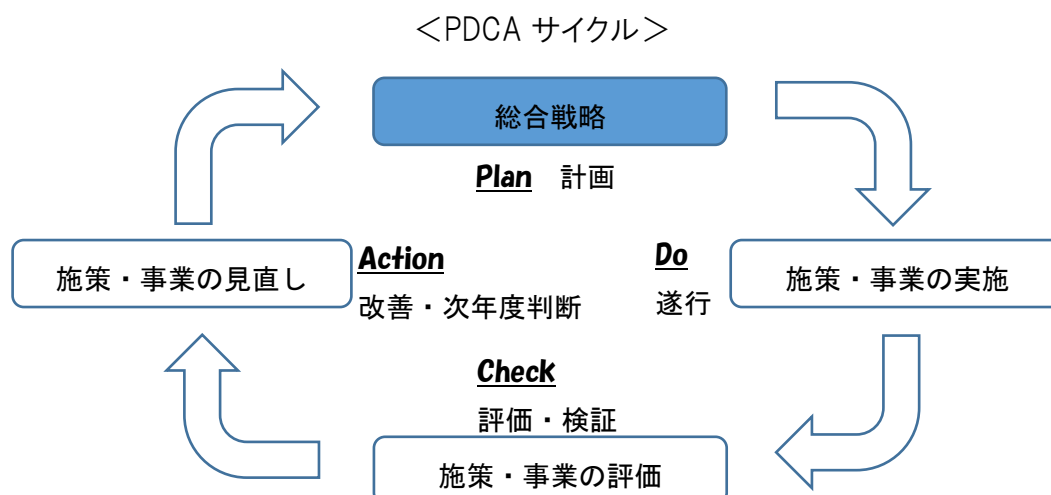 ＜PDCA サイクル＞
総合戦略
Plan　計画
施策・事業の見直し
Action
改善・次年度判断
Do
遂行
施策・事業の実施
Check
評価・検証
施策・事業の評価